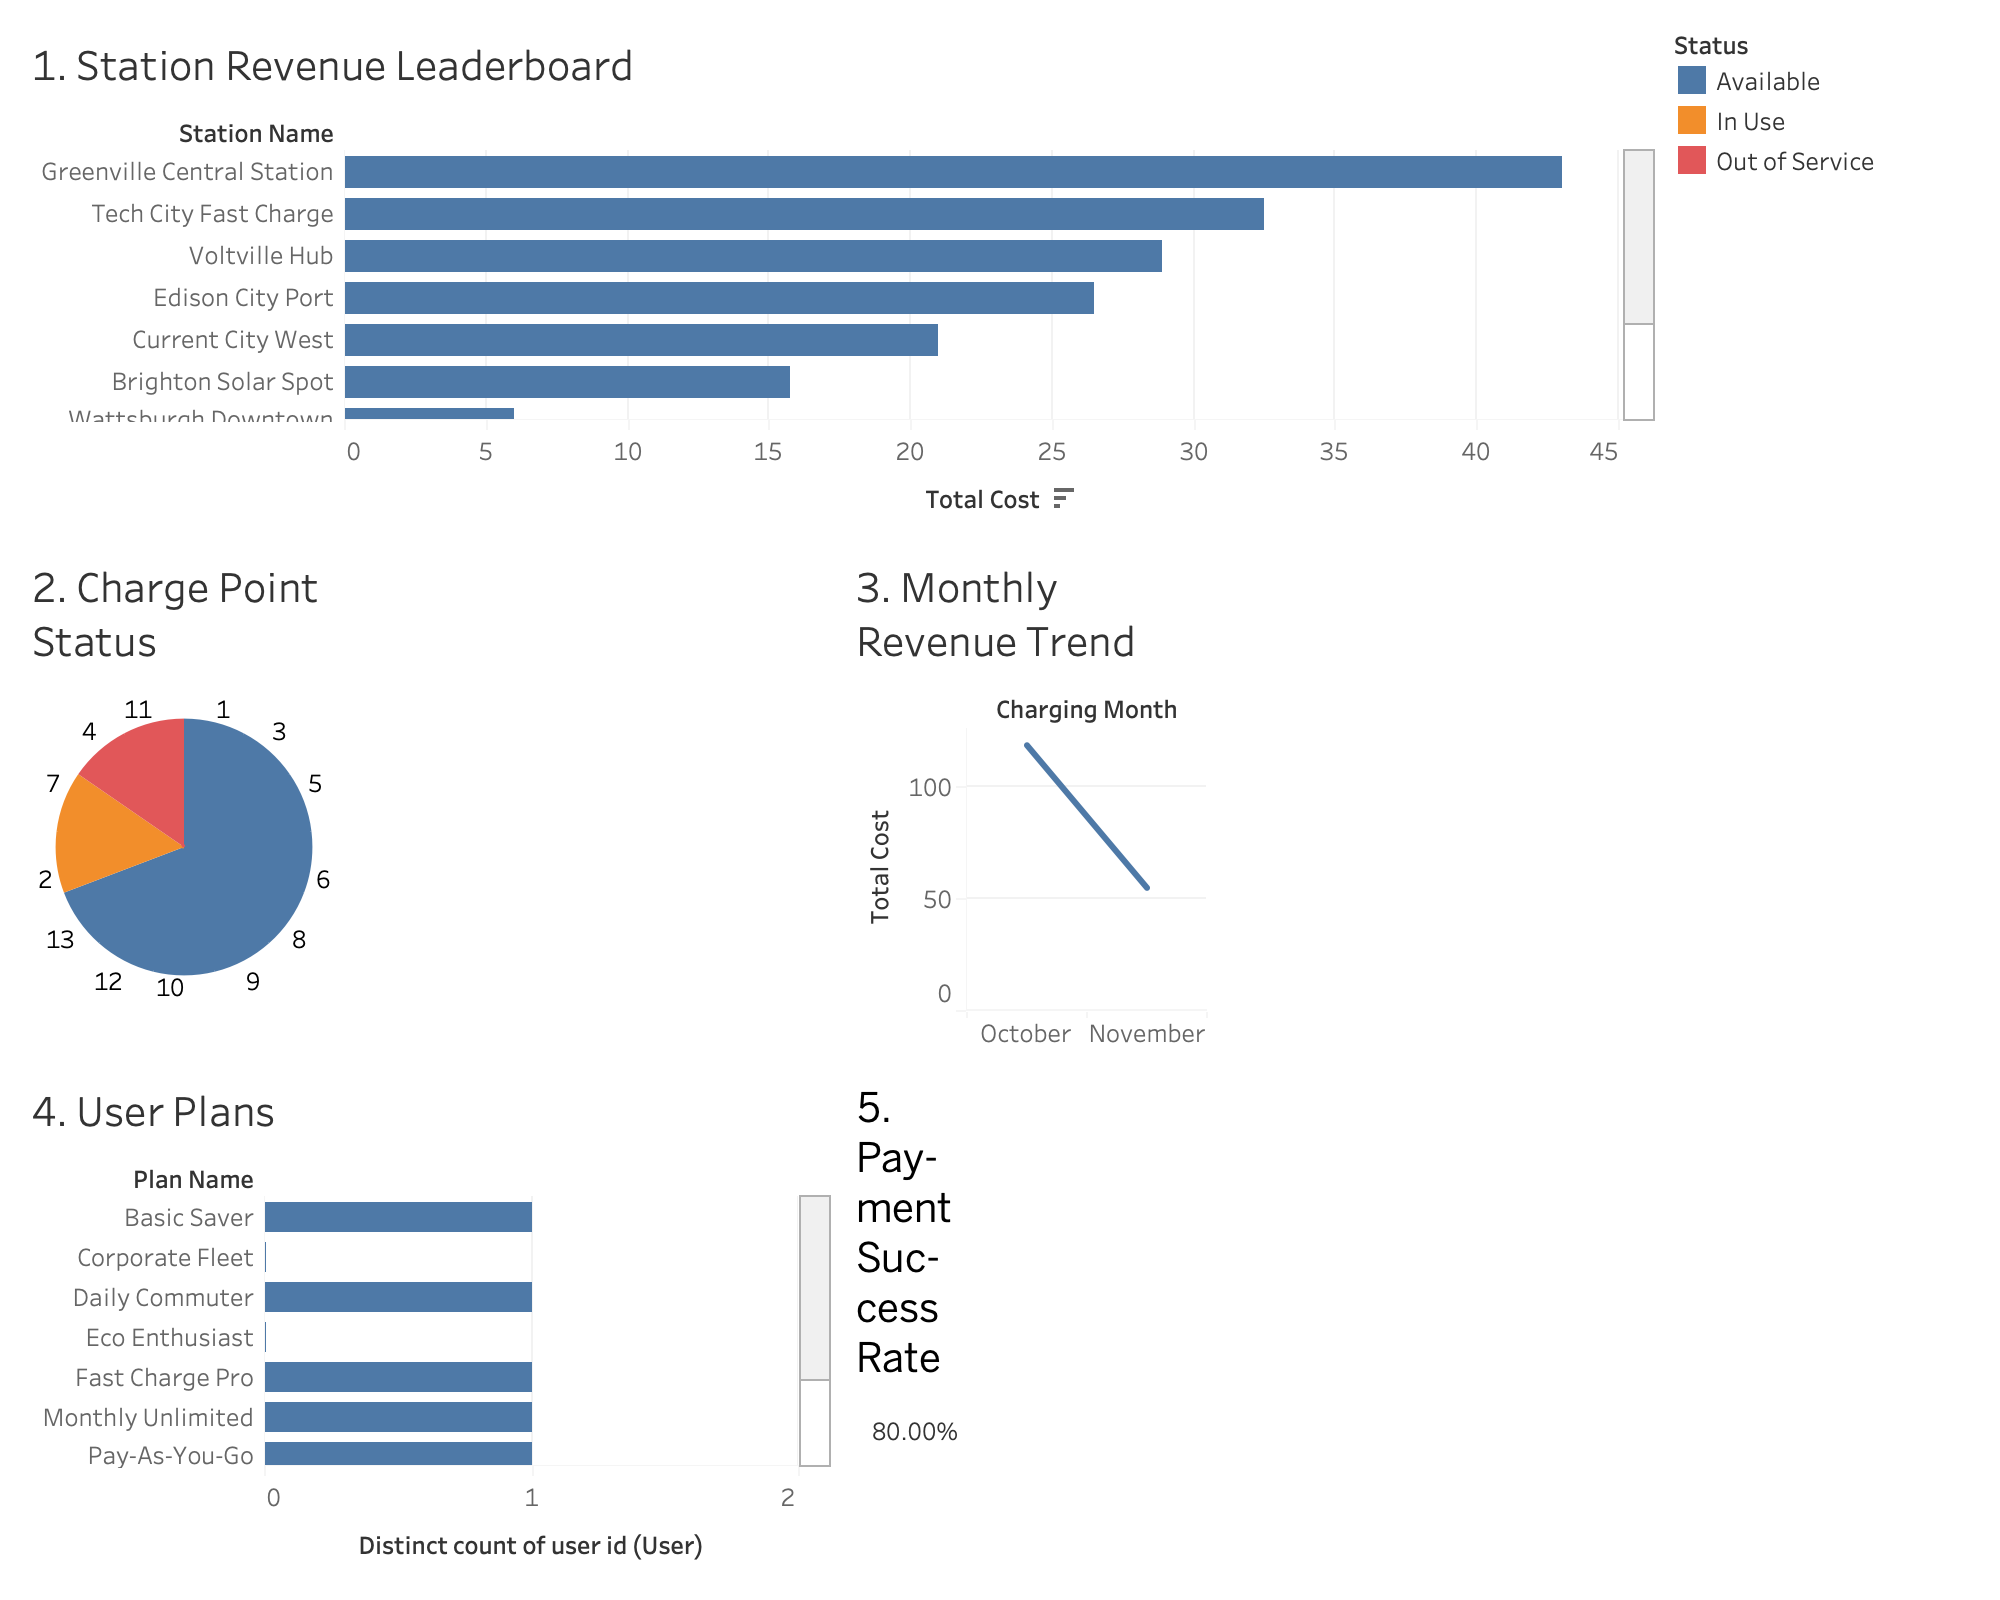 1. Station Revenue Leaderboard
Status
Available
In Use
Out of Service
Station Name
Greenville Central Station
Tech City Fast Charge
Voltville Hub
Edison City Port
Current City West
Brighton Solar Spot
Wattsburgh Downtown
0 5 10 15 20 25 30 35 40 45
Total Cost
2. Charge Point
Status
11 1
4 3
7 5
2 6
13 8
12 10 9
3. Monthly
Revenue Trend
Charging Month
Total Cost
100
50
0
October November
4. User Plans
Plan Name
Basic Saver
Corporate Fleet
Daily Commuter
Eco Enthusiast
Fast Charge Pro
Monthly Unlimited
Pay-As-You-Go
0 1 2
Distinct count of user id (User)
5.
Pay-
ment
Suc-
cess
Rate
80.00%